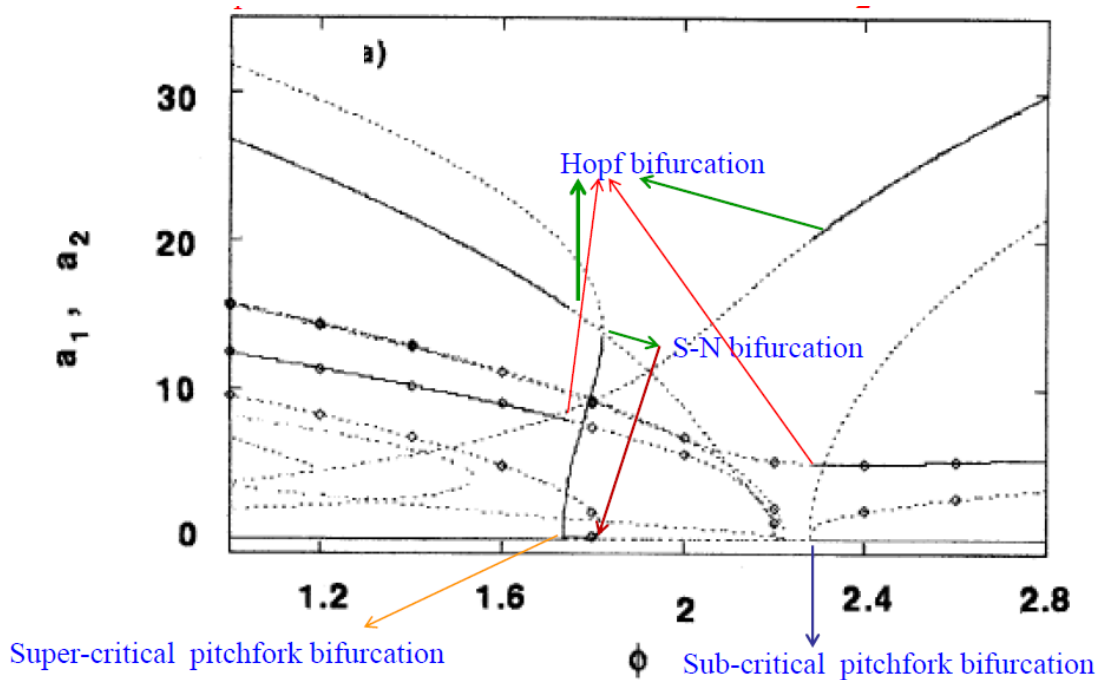 a)
30
Hopf bifurcation
20
a1 , a2
S-N bifurcation
10
0
1.2 1.6 2 2.4 2.8
Super-critical pitchfork bifurcation
ϕ
Sub-critical pitchfork bifurcation